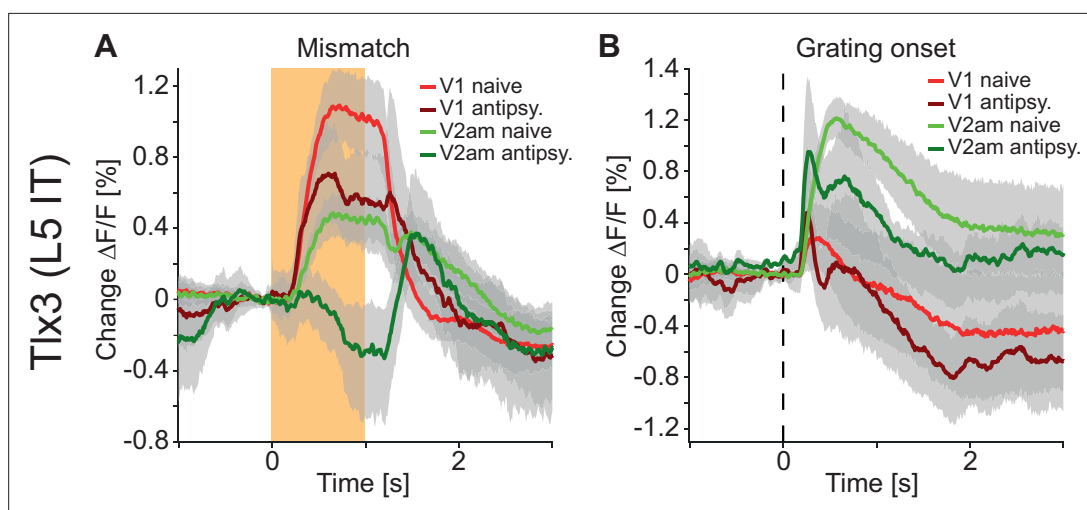 Tlx3 (L5 IT)
A
Mismatch
Change ΔF/F [%]
1.2
0.8
0.4
0
-0.4
-0.8
V1 naive
V1 antipsy.
V2am naive
V2am antipsy.
0
2
Time [s]
B
Grating onset
Change ΔF/F [%]
1.4
1.2
0.8
0.4
0
-0.4
-0.8
-1.2
V1 naive
V1 antipsy.
V2am naive
V2am antipsy.
0
2
Time [s]